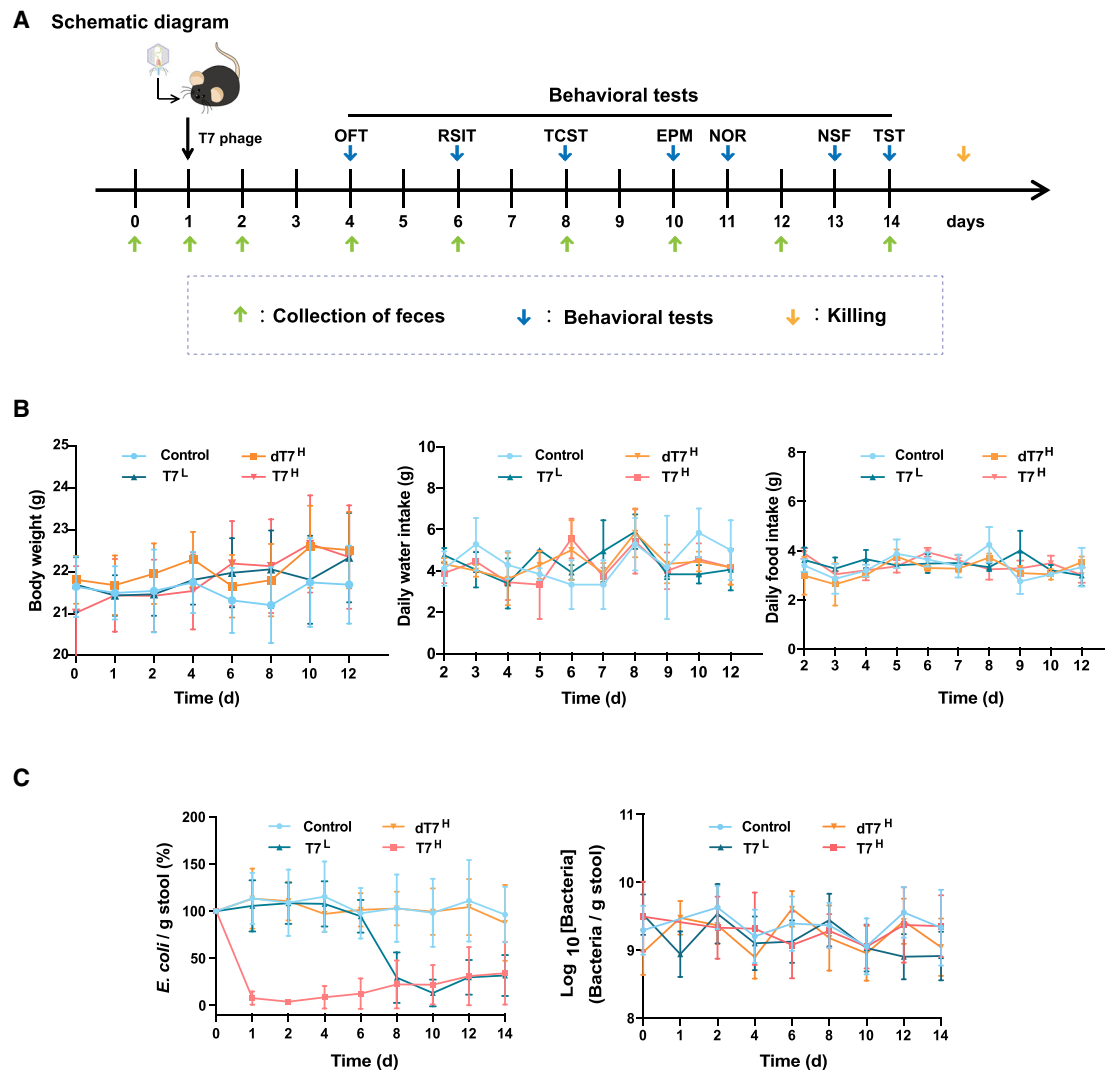 A
Schematic diagram
T7 phage
Behavioral tests
OFT RSIT TCST EPM NOR NSF TST
0 1 2 3 4 5 6 7 8 9 10 11 12 13 14 days
: Collection of feces : Behavioral tests : Killing
B
25
24
23
22
21
20
Body weight (g)
Control dT7 H
T7 L T7 H
0 1 2 4 6 8 10 12
Time (d)
10
8
6
4
2
0
Daily water intake (g)
Control dT7 H
T7 L T7 H
2 3 4 5 6 7 8 9 10 12
Time (d)
8
6
4
2
0
Daily food intake (g)
Control dT7 H
T7 L T7 H
2 3 4 5 6 7 8 9 10 12
Time (d)
C
200
150
100
50
0
E. coli / g stool (%)
Control dT7 H
T7 L T7 H
0 1 2 4 6 8 10 12 14
Time (d)
11
10
9
8
Log 10 [Bacteria]
(Bacteria / g stool)
Control dT7 H
T7 L T7 H
0 1 2 4 6 8 10 12 14
Time (d)